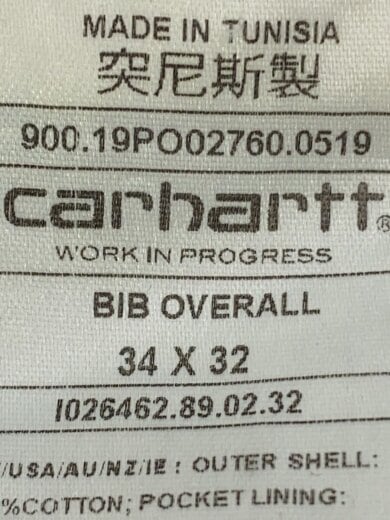 MADE IN TUNISIA
突尼斯製
900.19PO02760.0519
carhartt®
WORK IN PROGRESS
BIB OVERALL
34 X 32
I026462.89.02.32
/USA/AU/NZ/IE : OUTER SHELL:
%COTTON; POCKET LINING: